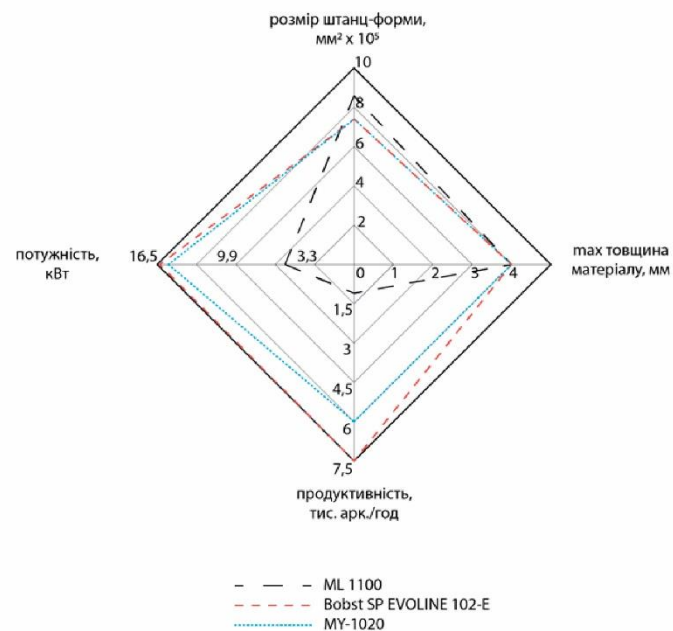 розмір штанц-форми,
мм² х 10⁵
10
8
6
4
2
потужність,
кВт
16,5
9,9
3,3
0
1
2
3
4
max товщина
матеріалу, мм
1,5
3
4,5
6
7,5
продуктивність,
тис. арк./год
ML 1100
Bobst SP EVOLINE 102-E
MY-1020